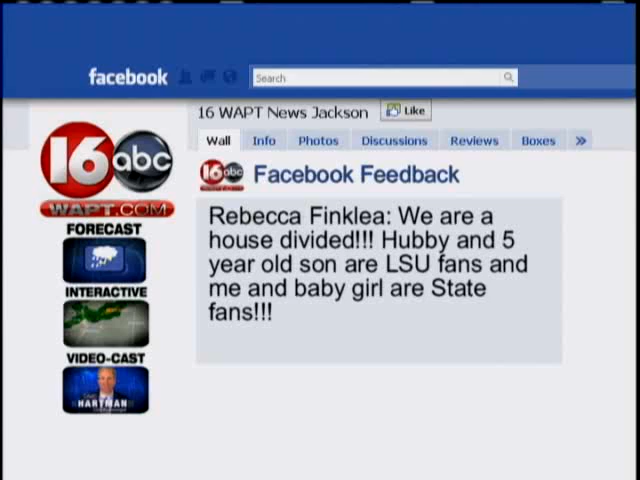 facebook
Search
16 WAPT News Jackson
Like
Wall Info Photos Discussions Reviews Boxes »
16 abc
WAPT.COM
16 abc Facebook Feedback
Rebecca Finklea: We are a
house divided!!! Hubby and 5
year old son are LSU fans and
me and baby girl are State
fans!!!
FORECAST
INTERACTIVE
VIDEO-CAST
HARTMAN